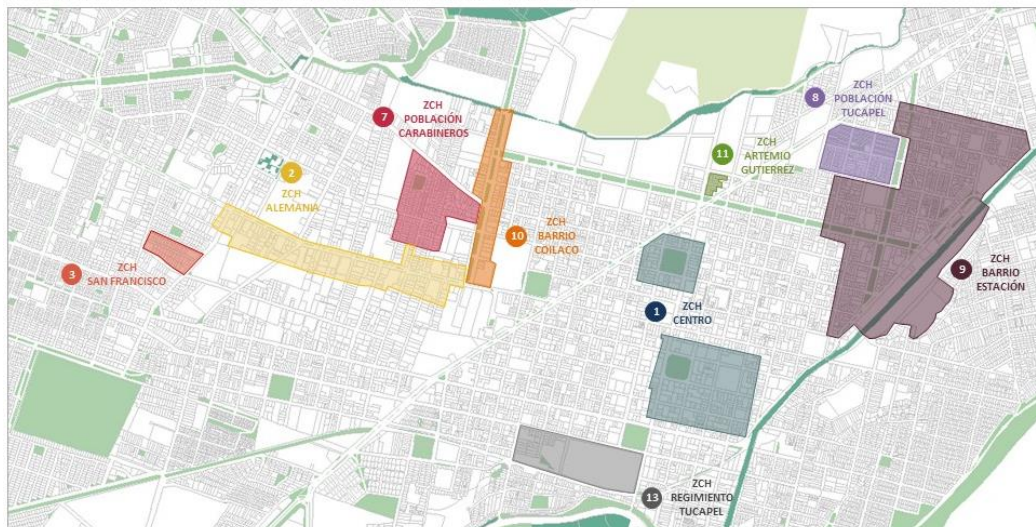 8
ZCH
POBLACIÓN
TUCAPEL
7
ZCH
POBLACIÓN
CARABINEROS
11
ZCH
ARTEMIO
GUTIERRÉZ
2
ZCH
ALEMANIA
10
ZCH
BARRIO
COILACO
3
ZCH
SAN FRANCISCO
9
ZCH
BARRIO
ESTACIÓN
1
ZCH
CENTRO
13
ZCH
REGIMIENTO
TUCAPEL